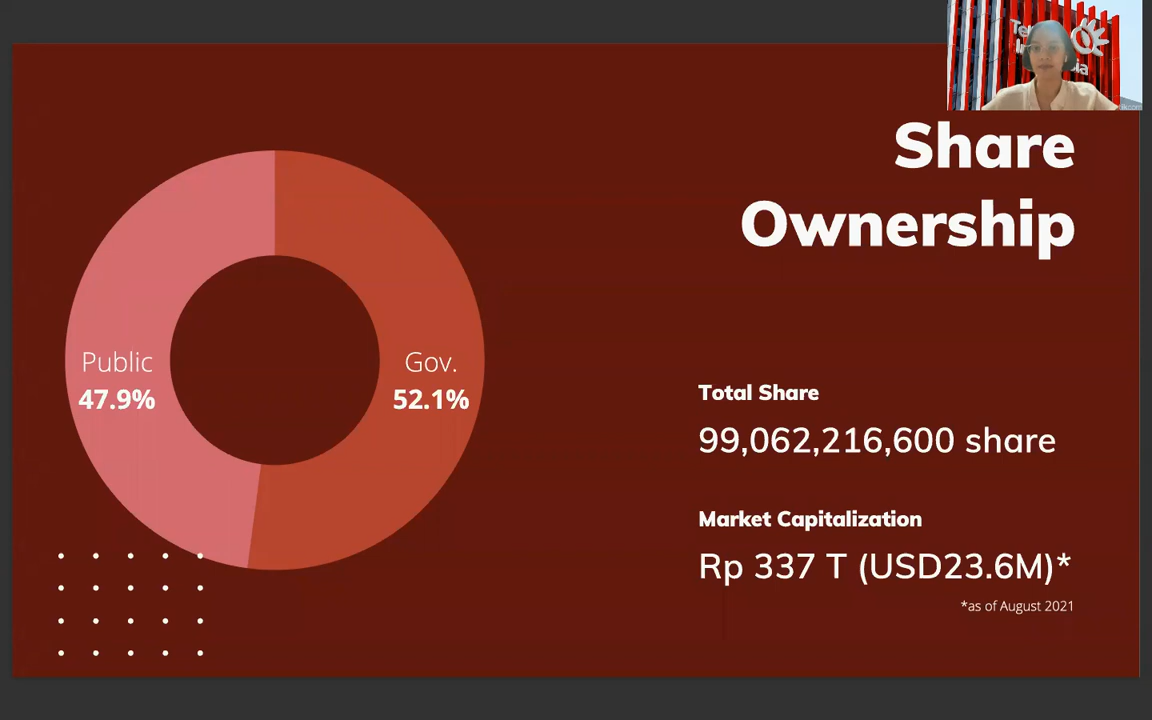 Share
Ownership
Public
47.9%
Gov.
52.1%
Total Share
99,062,216,600 share
Market Capitalization
Rp 337 T (USD23.6M)*
*as of August 2021